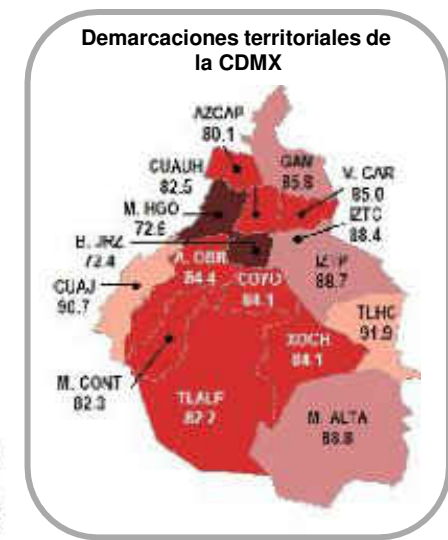 Demarcaciones territoriales de
la CDMX
AZCAP
80.1
CUAUH
82.5
GAM
85.8
V. CAR
85.0
M. HGO
72.6
IZTC
88.4
B. JRZ
72.4
A. OBR
84.4
COYO
84.1
IZTP
88.7
CUAJ
90.7
TLHC
91.9
XOCH
84.1
M. CONT
82.3
TLALP
82.2
M. ALTA
88.8